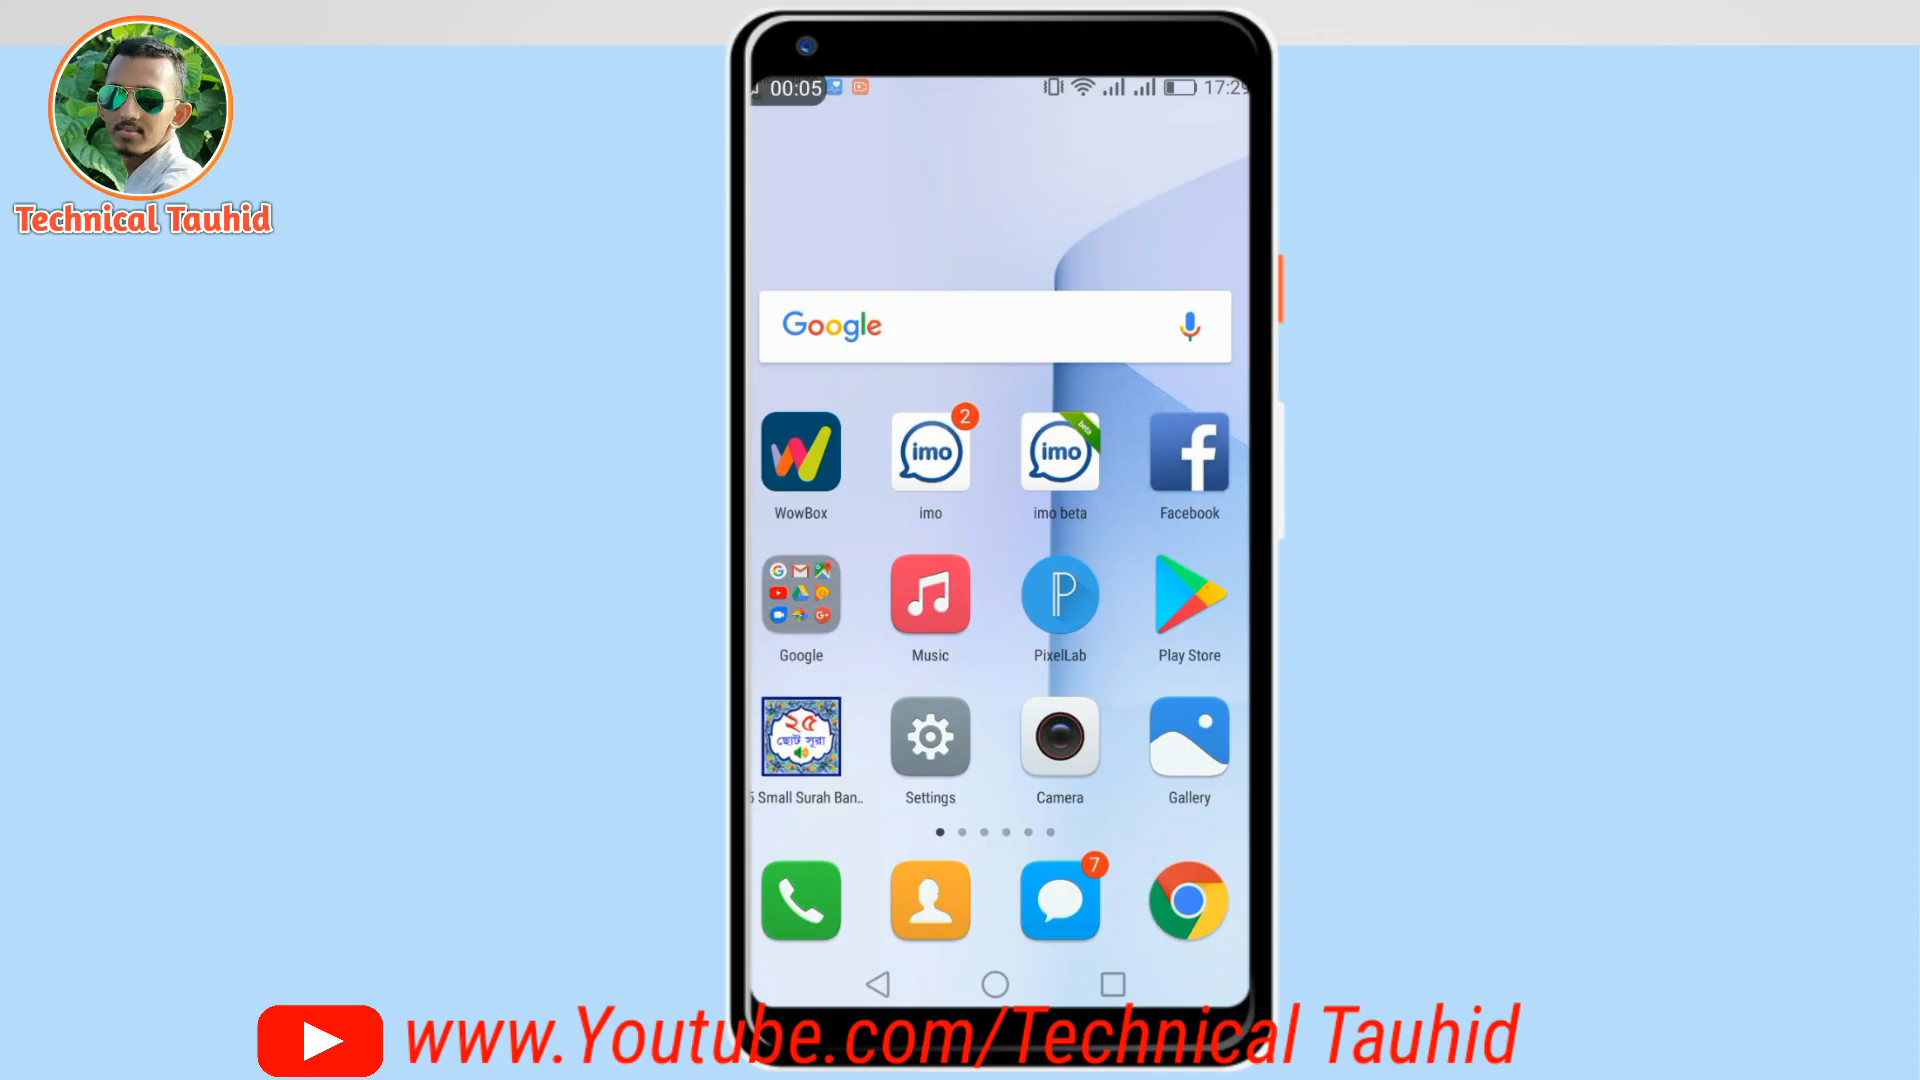 Technical Tauhid
00:05
17:29
Google
2
imo
imo
beta
WowBox
imo
imo beta
Facebook
P
Google
Music
PixelLab
Play Store
২৫
ছোট সূরা
5 Small Surah Ban..
Settings
Camera
Gallery
7
www.Youtube.com/Technical Tauhid